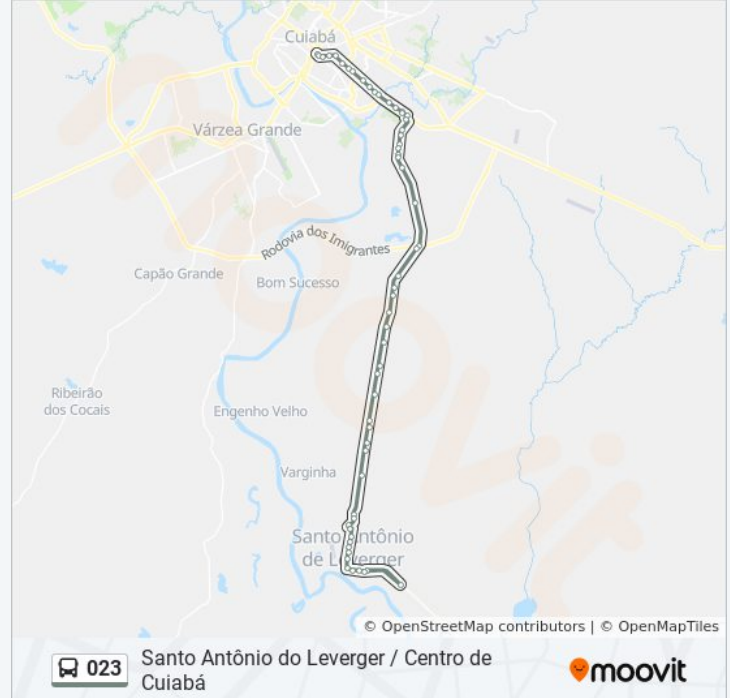 Cuiabá
Várzea Grande
Rodovia dos Imigrantes
Capão Grande
Bom Sucesso
Ribeirão
dos Cocais
Engenho Velho
Varginha
Santo Antônio
de Leverger
moovit
© OpenStreetMap contributors | © OpenMapTiles
023
Santo Antônio do Leverger / Centro de
Cuiabá
moovit